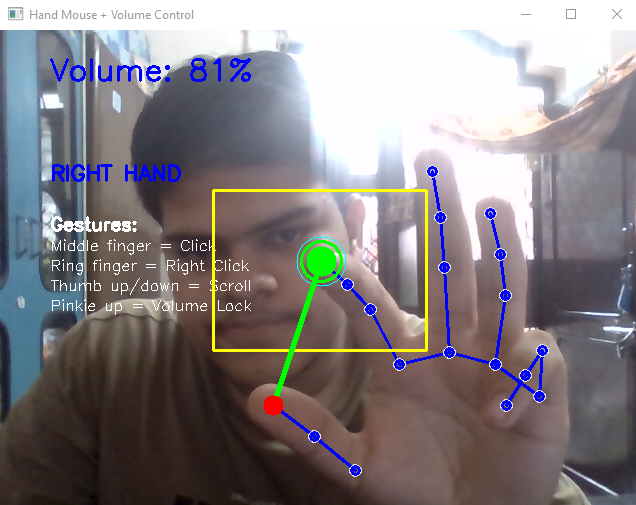 Hand Mouse + Volume Control
Volume: 81%
RIGHT HAND
Gestures:
Middle finger = Click
Ring finger = Right Click
Thumb up/down = Scroll
Pinkie up = Volume Lock